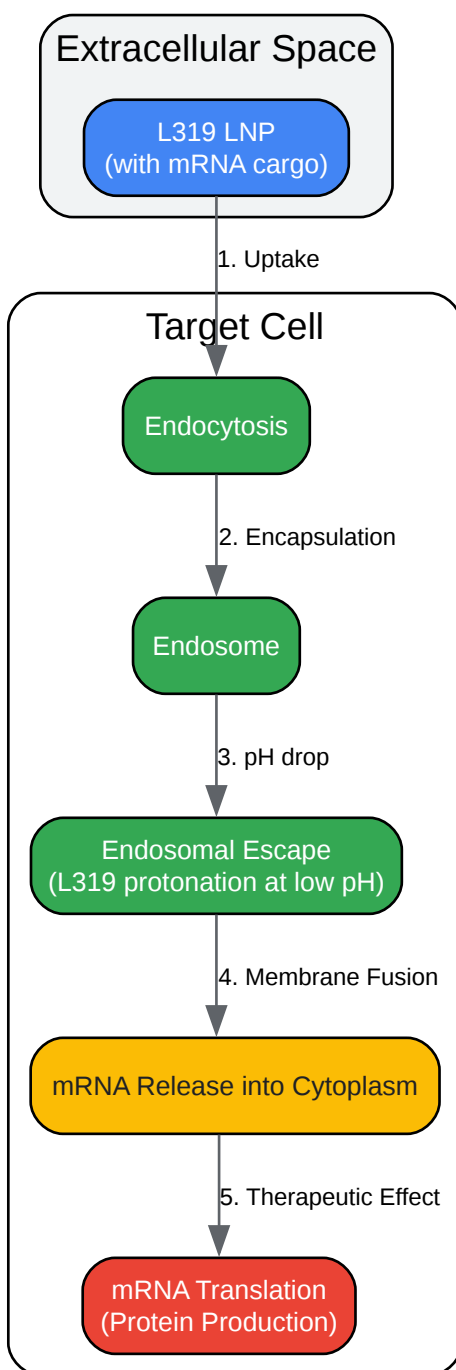 Extracellular Space
L319 LNP
(with mRNA cargo)
1. Uptake
Target Cell
Endocytosis
2. Encapsulation
Endosome
3. pH drop
Endosomal Escape
(L319 protonation at low pH)
4. Membrane Fusion
mRNA Release into Cytoplasm
5. Therapeutic Effect
mRNA Translation
(Protein Production)